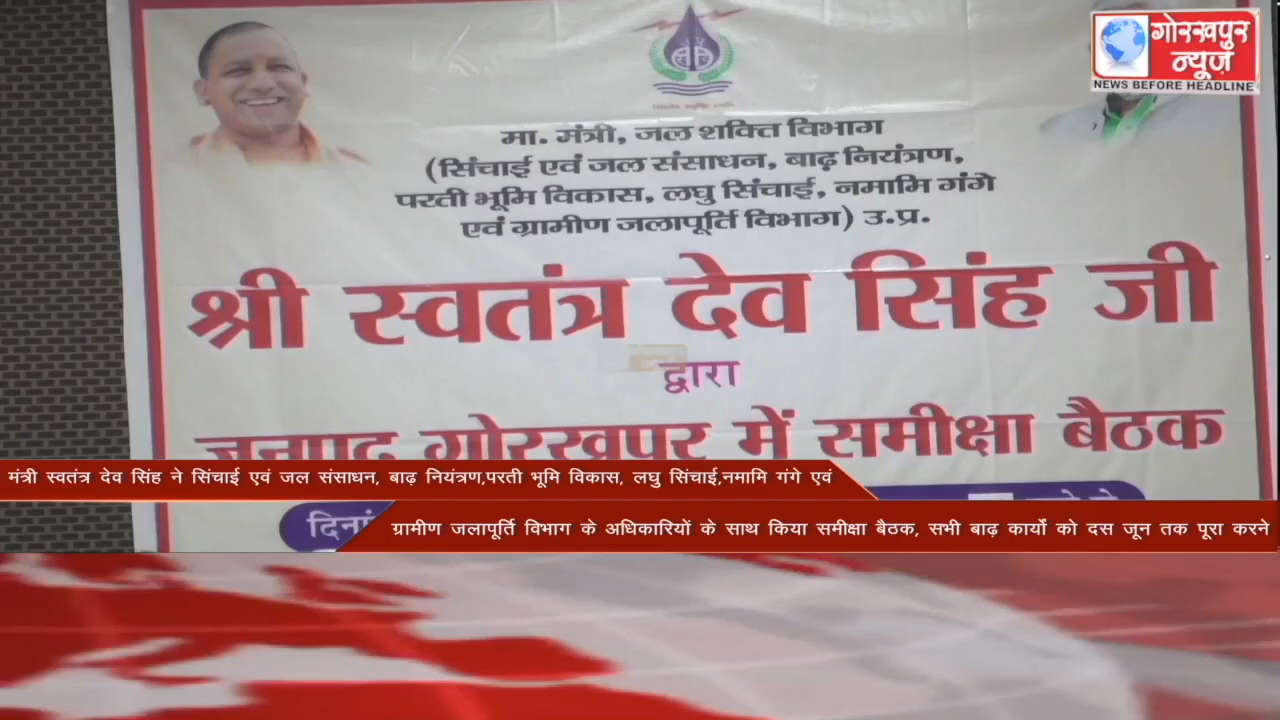 गोरखपुर
न्यूज़
NEWS BEFORE HEADLINE
मा. मंत्री, जल शक्ति विभाग
(सिंचाई एवं जल संसाधन, बाढ़ नियंत्रण,
परती भूमि विकास, लघु सिंचाई, नमामि गंगे
एवं ग्रामीण जलापूर्ति विभाग) उ.प्र.
श्री स्वतंत्र देव सिंह जी
द्वारा
जनपद गोरखपुर में समीक्षा बैठक
मंत्री स्वतंत्र देव सिंह ने सिंचाई एवं जल संसाधन, बाढ़ नियंत्रण,परती भूमि विकास, लघु सिंचाई,नमामि गंगे एवं
ग्रामीण जलापूर्ति विभाग के अधिकारियों के साथ किया समीक्षा बैठक, सभी बाढ़ कार्यों को दस जून तक पूरा करने